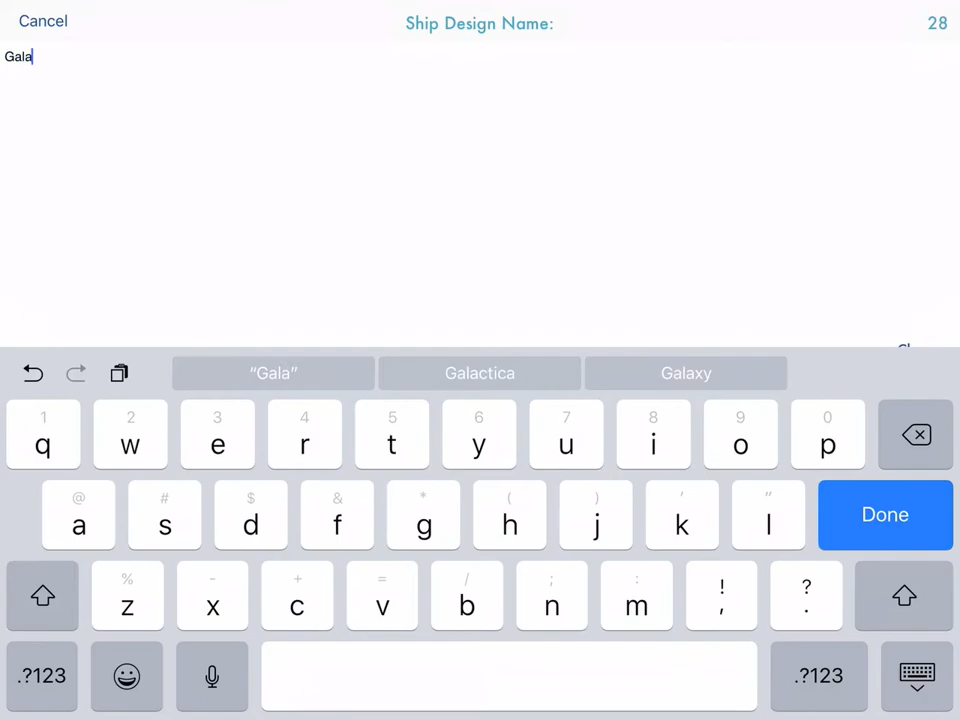 Cancel Ship Design Name: 28
Gala
“Gala” Galactica Galaxy
1 2 3 4 5 6 7 8 9 0
q w e r t y u i o p
@ # $ & * ( ) ' "
a s d f g h j k l Done
% - + = / ; : ! ?
z x c v b n m , .
.?123 .?123